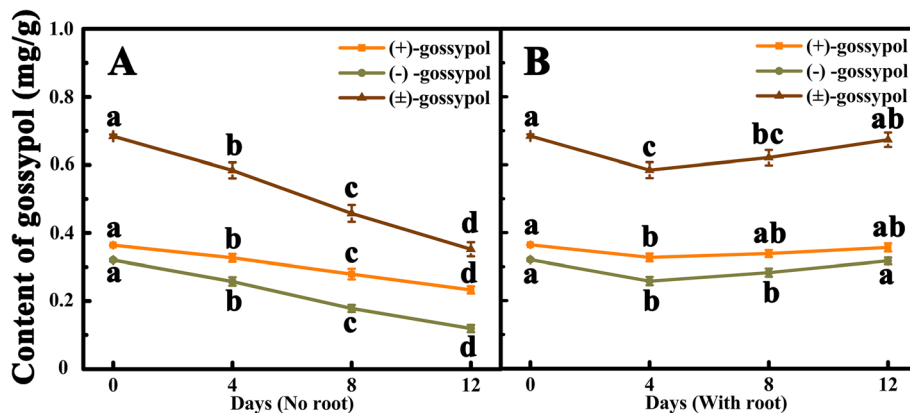 Content of gossypol (mg/g)
1.0
0.8
0.6
0.4
0.2
0
A
(+)-gossypol
(-) -gossypol
(±)-gossypol
a
b
c
d
a
b
c
d
a
b
c
d
0
4
8
12
Days (No root)
B
(+)-gossypol
(-) -gossypol
(±)-gossypol
a
c
bc
ab
a
b
ab
ab
a
b
b
a
0
4
8
12
Days (With root)